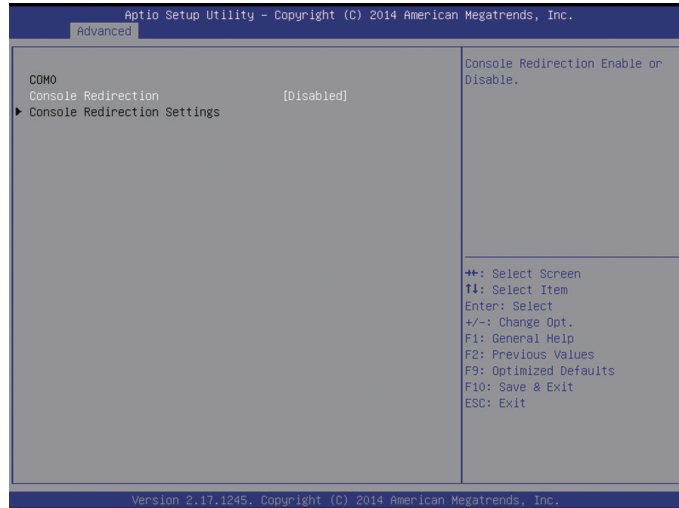 Aptio Setup Utility – Copyright (C) 2014 American Megatrends, Inc.
Advanced
COM0
Console Redirection [Disabled]
▶ Console Redirection Settings
Console Redirection Enable or
Disable.
→←: Select Screen
↑↓: Select Item
Enter: Select
+/-: Change Opt.
F1: General Help
F2: Previous Values
F9: Optimized Defaults
F10: Save & Exit
ESC: Exit
Version 2.17.1245. Copyright (C) 2014 American Megatrends, Inc.